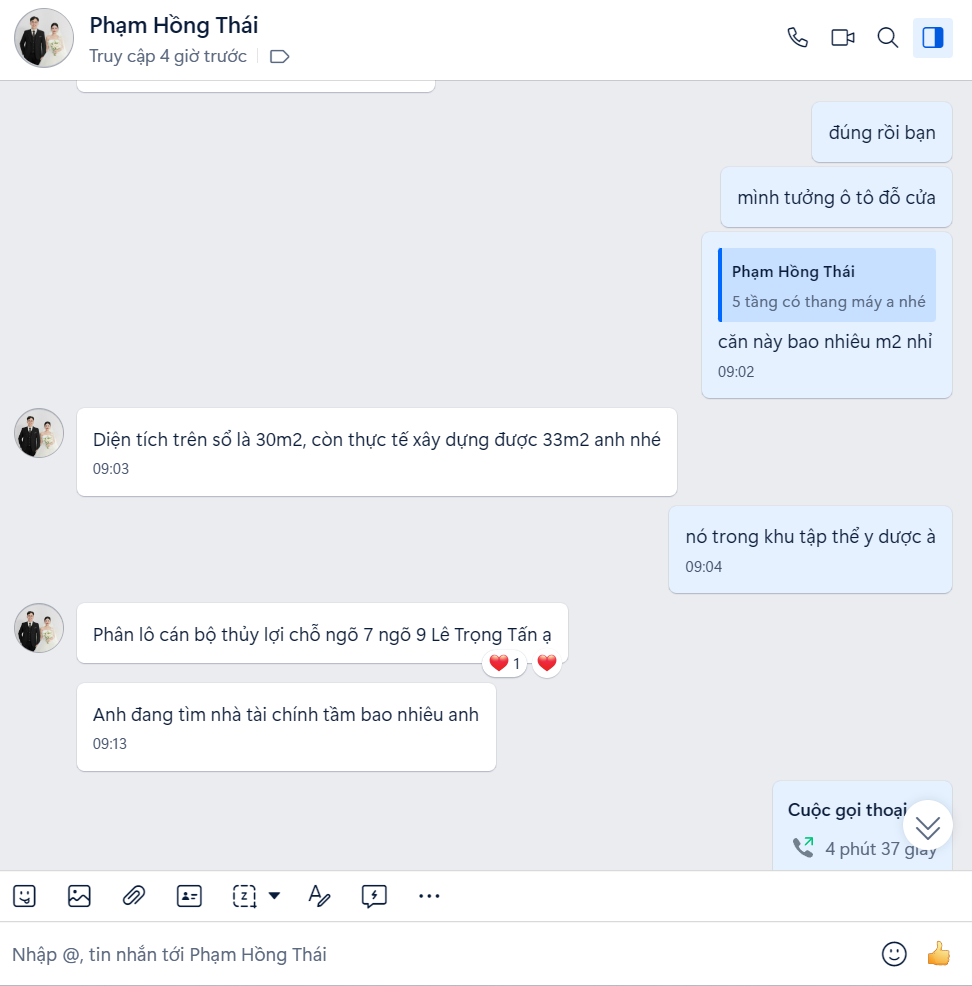 Phạm Hồng Thái
Truy cập 4 giờ trước
đúng rồi bạn
mình tưởng ô tô đỗ cửa
Phạm Hồng Thái
5 tầng có thang máy a nhé
căn này bao nhiêu m2 nhỉ
09:02
Diện tích trên sổ là 30m2, còn thực tế xây dựng được 33m2 anh nhé
09:03
nó trong khu tập thể y dược à
09:04
Phân lô cán bộ thủy lợi chỗ ngõ 7 ngõ 9 Lê Trọng Tấn ạ
1
Anh đang tìm nhà tài chính tầm bao nhiêu anh
09:13
Cuộc gọi thoại
4 phút 37 giây
Nhập @, tin nhắn tới Phạm Hồng Thái